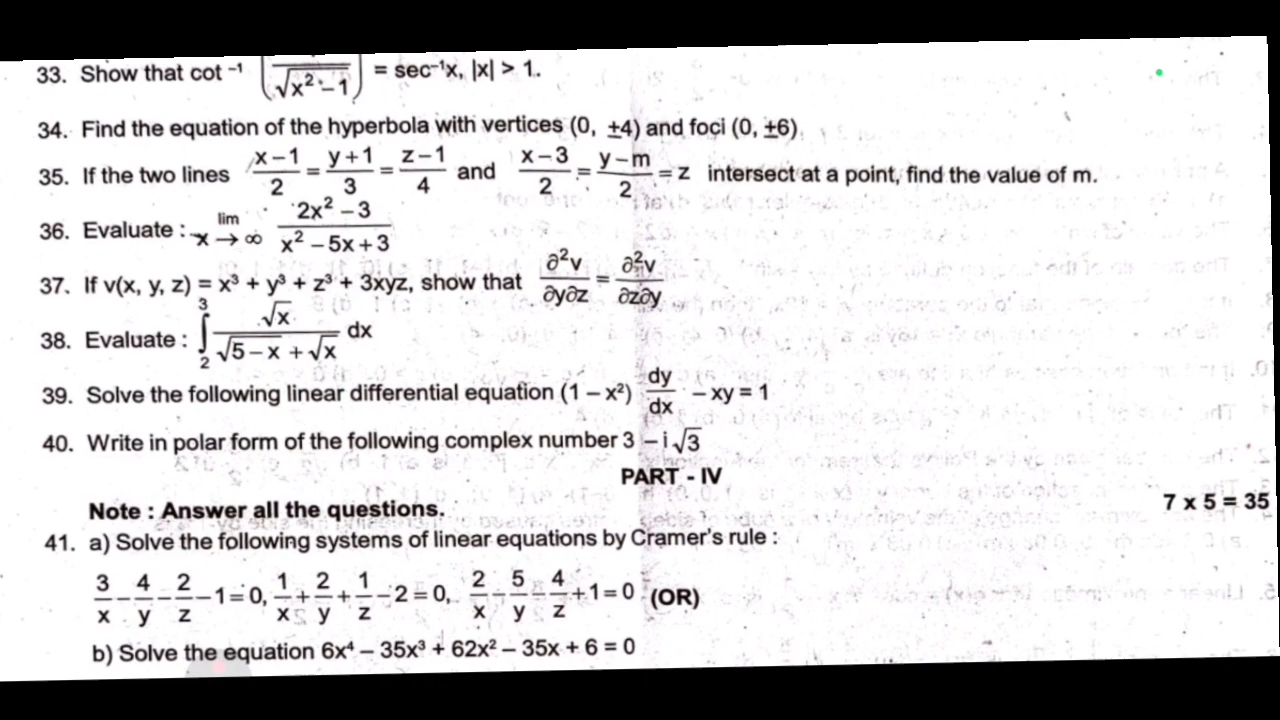 33. Show that cot⁻¹ (1/√(x² − 1)) = sec⁻¹x, |x| > 1.
34. Find the equation of the hyperbola with vertices (0, ±4) and foci (0, ±6)
35. If the two lines (x−1)/2 = (y+1)/3 = (z−1)/4 and (x−3)/2 = (y−m)/2 = z intersect at a point, find the value of m.
36. Evaluate : lim x → ∞ (2x² − 3)/(x² − 5x + 3)
37. If v(x, y, z) = x³ + y³ + z³ + 3xyz, show that ∂²v/∂y∂z = ∂²v/∂z∂y
38. Evaluate : ∫₂³ √x/(√(5−x) + √x) dx
39. Solve the following linear differential equation (1 – x²) dy/dx – xy = 1
40. Write in polar form of the following complex number 3 – i√3
PART - IV
Note : Answer all the questions. 7 x 5 = 35
41. a) Solve the following systems of linear equations by Cramer's rule :
3/x − 4/y − 2/z − 1 = 0, 1/x + 2/y + 1/z − 2 = 0, 2/x − 5/y − 4/z + 1 = 0 (OR)
b) Solve the equation 6x⁴ – 35x³ + 62x² – 35x + 6 = 0